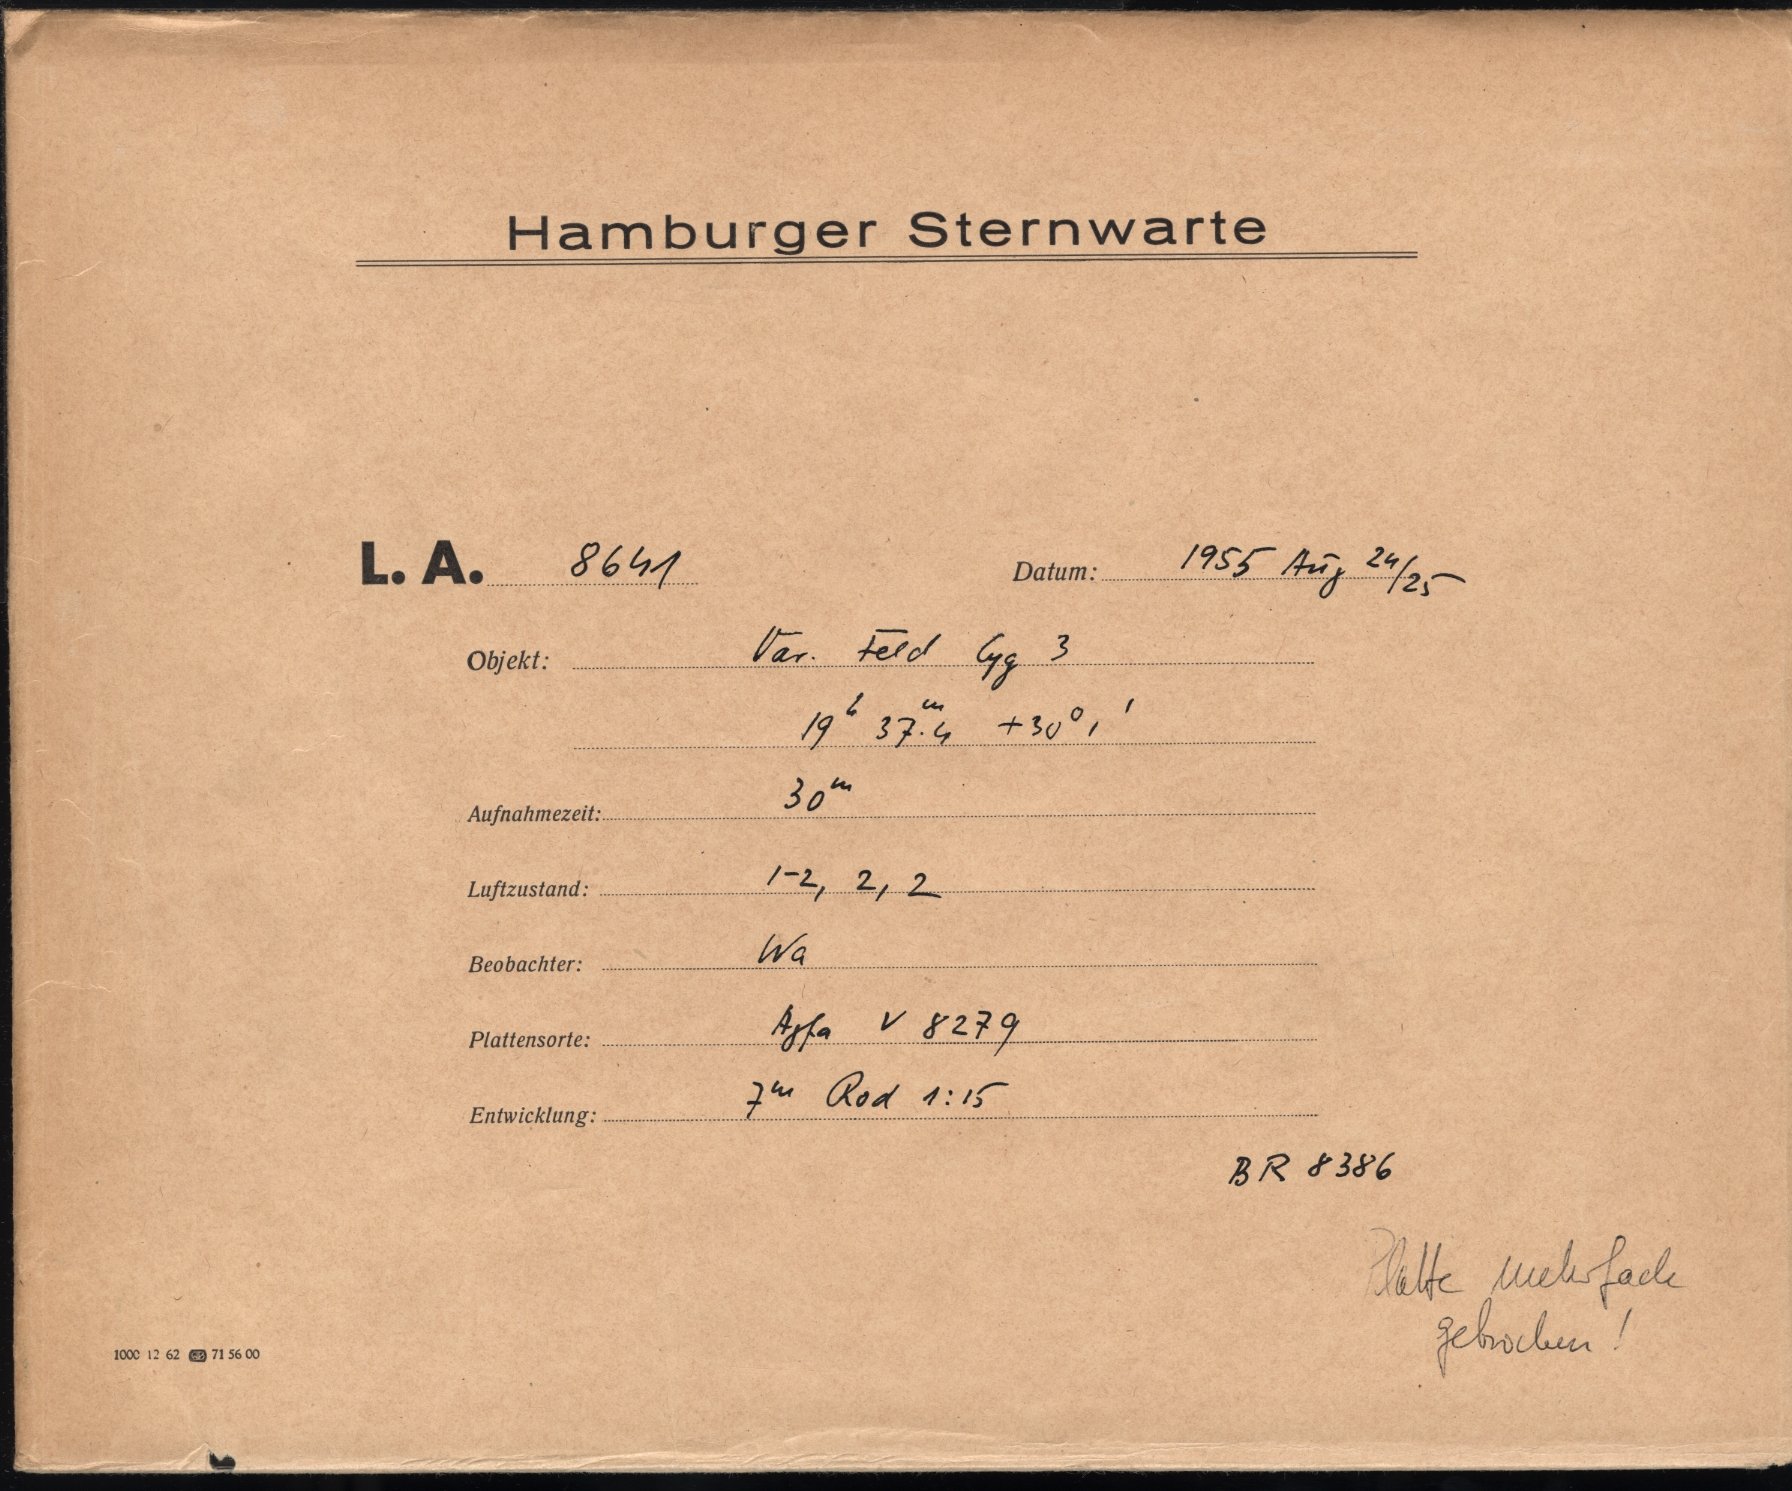 Hamburger Sternwarte
L. A. 8641 Datum: 1955 Aug 24/25
Objekt: Var. Feld Cyg 3
19h 37m.4 +30° 1'
Aufnahmezeit: 30m
Luftzustand: 1-2, 2, 2
Beobachter: Wa
Plattensorte: Agfa V 8279
Entwicklung: 7m Rod 1:15
BR 8386
Platte mehrfach
gebrochen!
1000 12 62 71 56 00